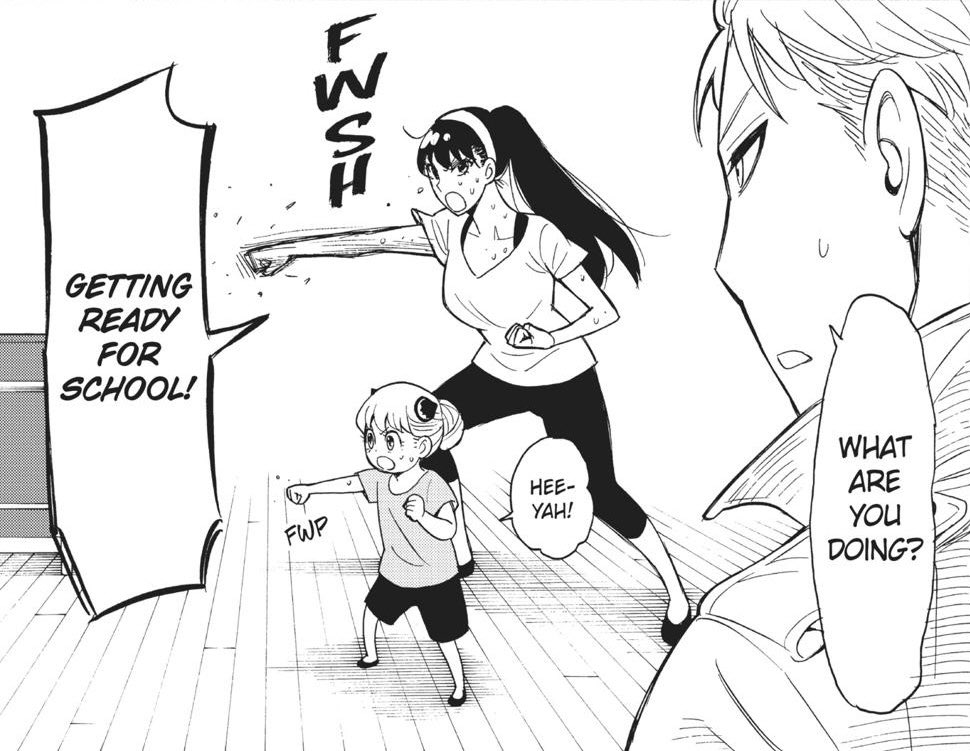 WHAT
ARE
YOU
DOING?
FWSH
HEE-
YAH!
FWP
GETTING
READY
FOR
SCHOOL!